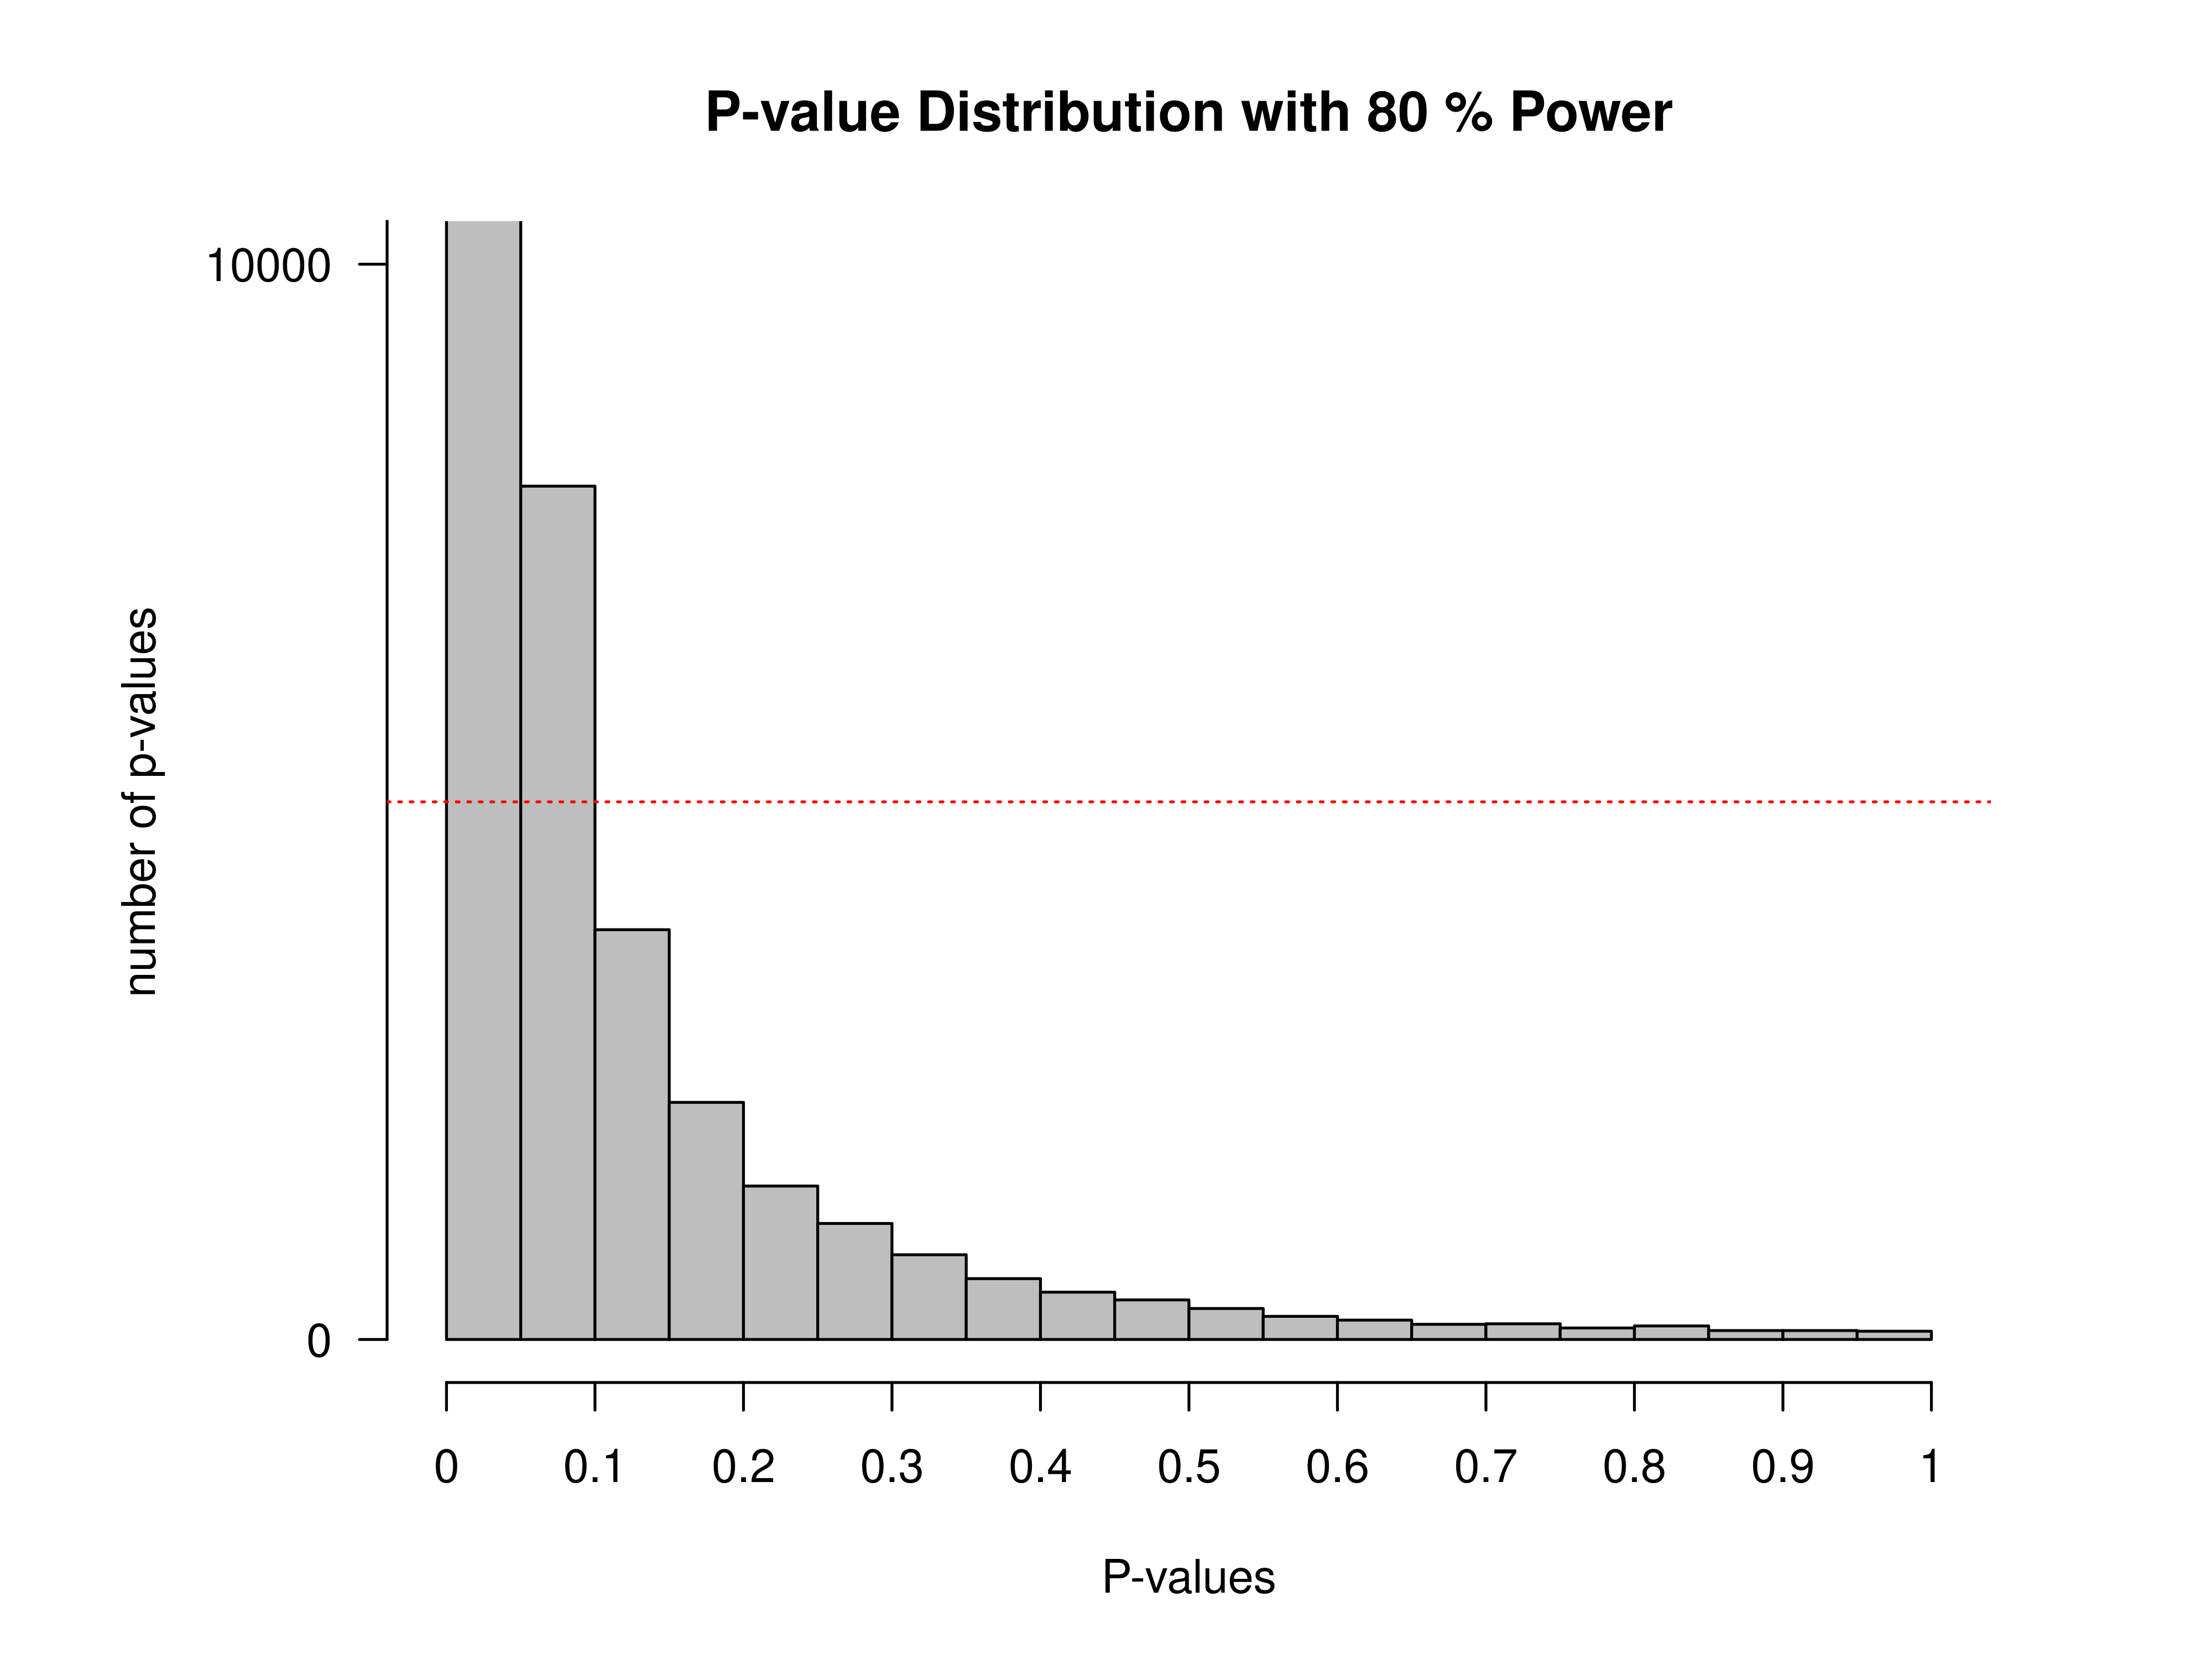 P-value Distribution with 80 % Power
10000
number of p-values
0
0 0.1 0.2 0.3 0.4 0.5 0.6 0.7 0.8 0.9 1
P-values